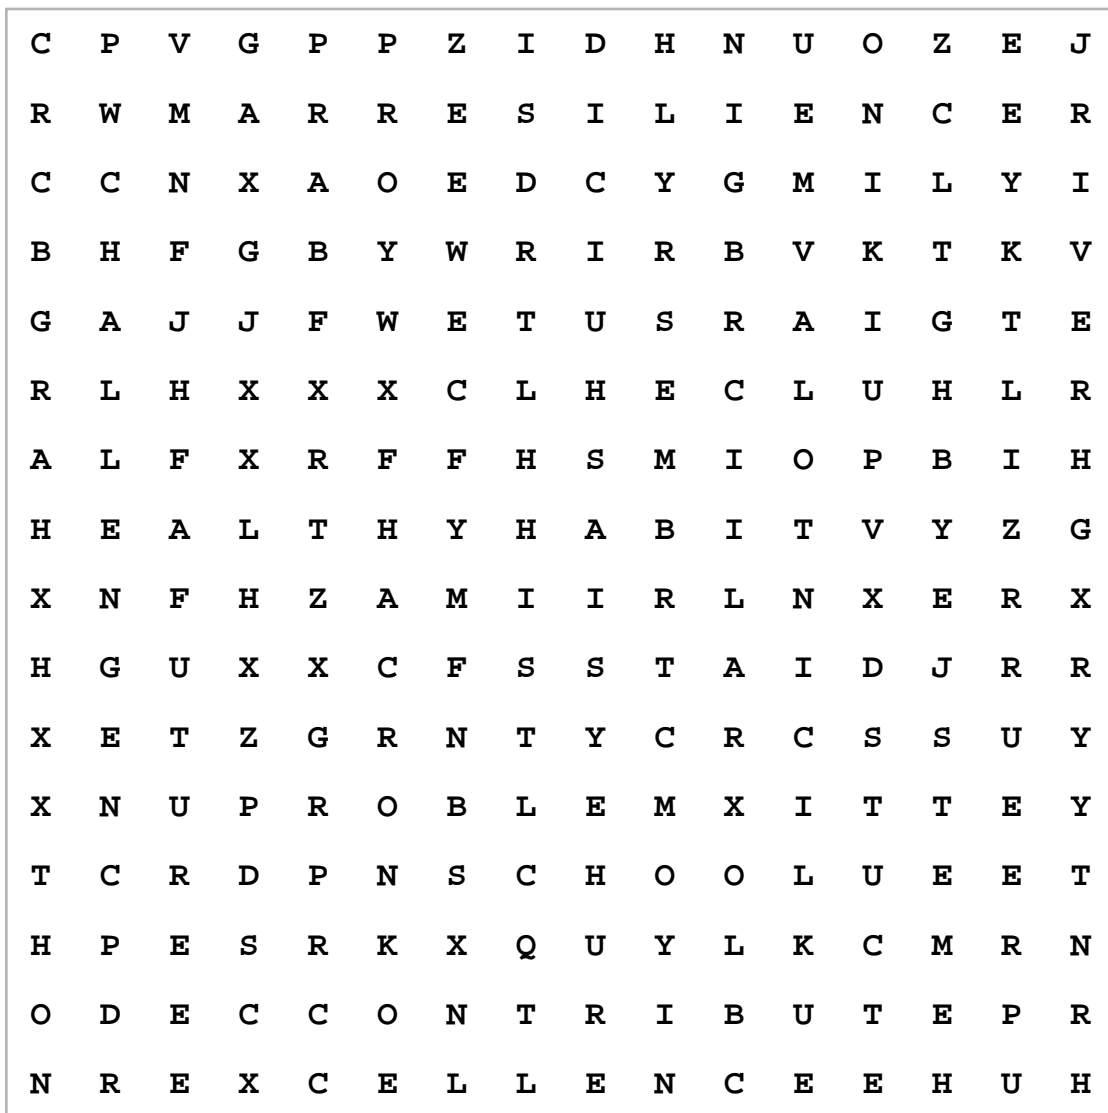 C P V G P P Z I D H N U O Z E J
R W M A R R E S I L I E N C E R
C C N X A O E D C Y G M I L Y I
B H F G B Y W R I R B V K T K V
G A J J F W E T U S R A I G T E
R L H X X X C L H E C L U H L R
A L F X R F F H S M I O P B I H
H E A L T H Y H A B I T V Y Z G
X N F H Z A M I I R L N X E R X
H G U X X C F S S T A I D J R R
X E T Z G R N T Y C R C S S U Y
X N U P R O B L E M X I T T E Y
T C R D P N S C H O O L U E E T
H P E S R K X Q U Y L K C M R N
O D E C C O N T R I B U T E P R
N R E X C E L L E N C E E H U H